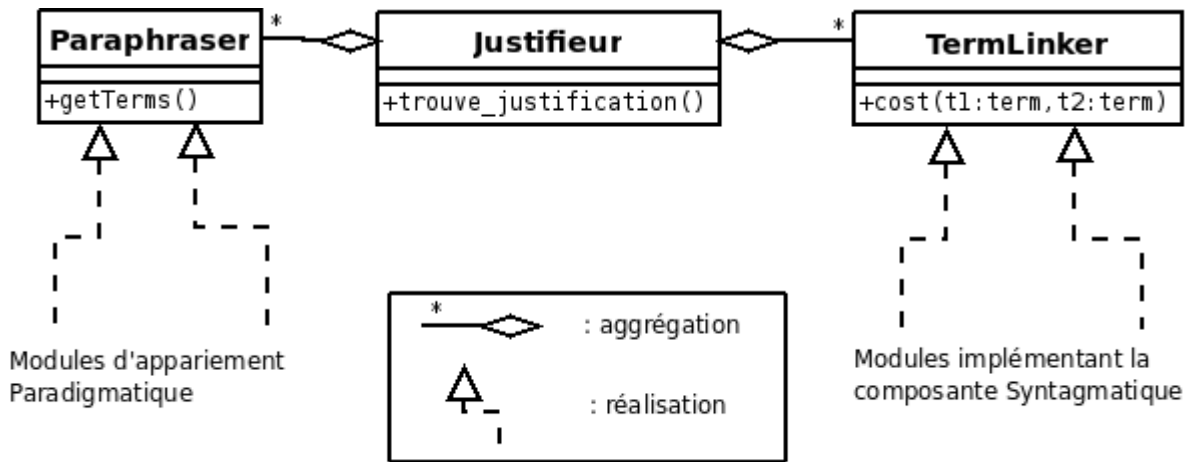 Paraphraser
*
Justifieur
*
TermLinker
+getTerms()
+trouve_justification()
+cost(t1:term,t2:term)
Modules d'appariement
Paradigmatique
*
: aggrégation
: réalisation
Modules implémentant la
composante Syntagmatique